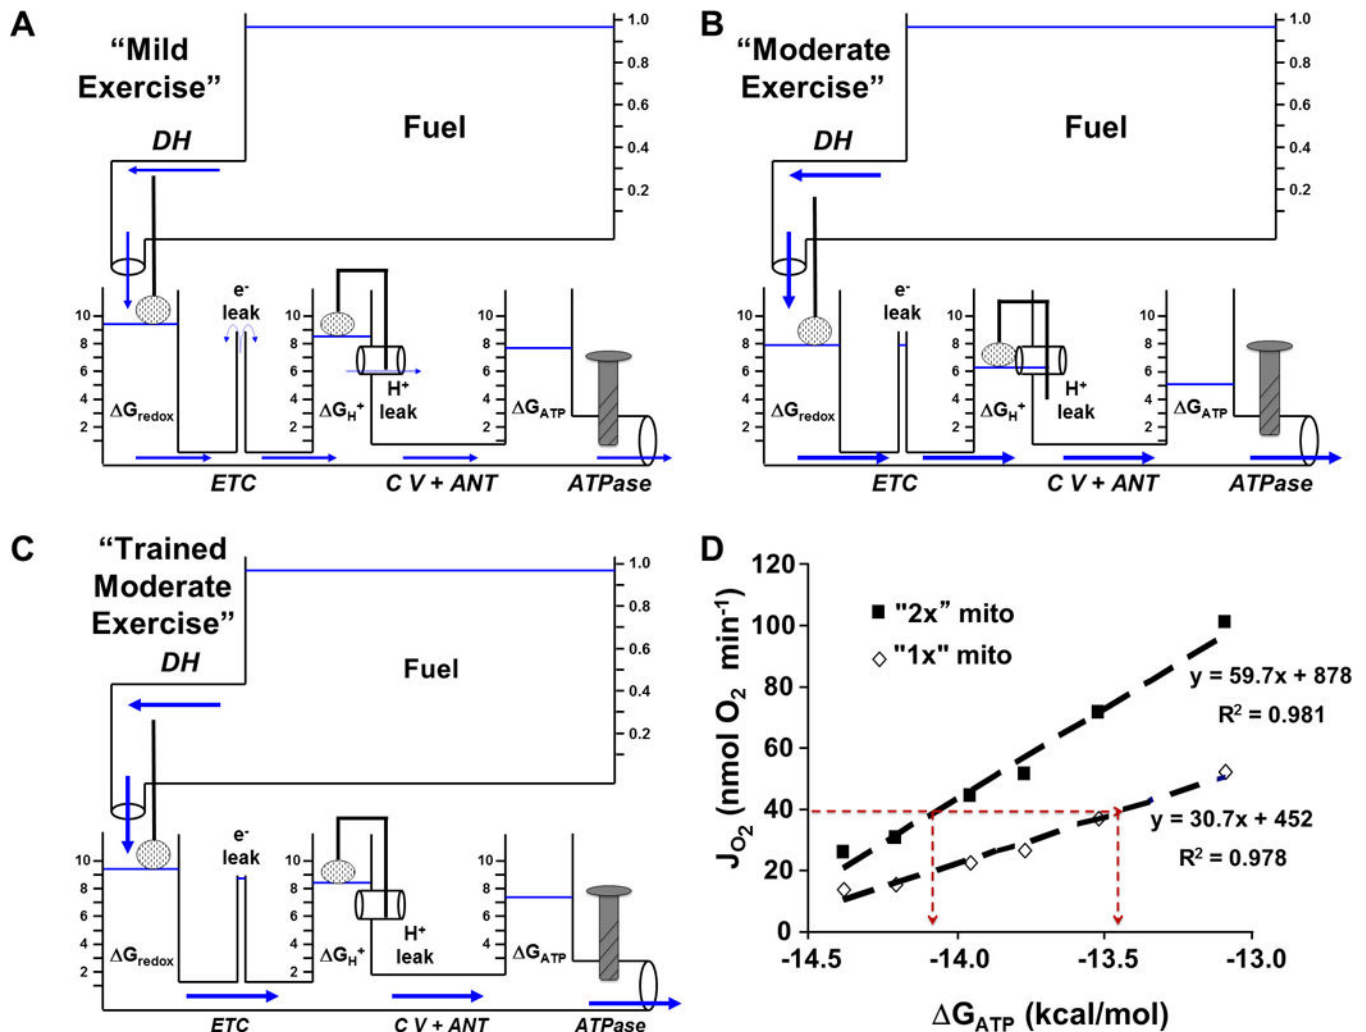 A
“Mild
Exercise”
DH
Fuel
1.0
0.8
0.6
0.4
0.2
e-
leak
10
8
6
4
2
ΔGredox
10
8
6
4
2
ΔGH+
H+
leak
10
8
6
4
2
ΔGATP
ETC
C V + ANT
ATPase
B
“Moderate
Exercise”
DH
Fuel
1.0
0.8
0.6
0.4
0.2
e-
leak
10
8
6
4
2
ΔGredox
10
8
6
4
2
ΔGH+
H+
leak
10
8
6
4
2
ΔGATP
ETC
C V + ANT
ATPase
C
“Trained
Moderate
Exercise”
DH
Fuel
1.0
0.8
0.6
0.4
0.2
e-
leak
10
8
6
4
2
ΔGredox
10
8
6
4
2
ΔGH+
H+
leak
10
8
6
4
2
ΔGATP
ETC
C V + ANT
ATPase
D
120
100
80
60
40
20
0
JO2 (nmol O2 min-1)
"2x” mito
"1x" mito
y = 59.7x + 878
R2 = 0.981
y = 30.7x + 452
R2 = 0.978
-14.5
-14.0
-13.5
-13.0
ΔGATP (kcal/mol)